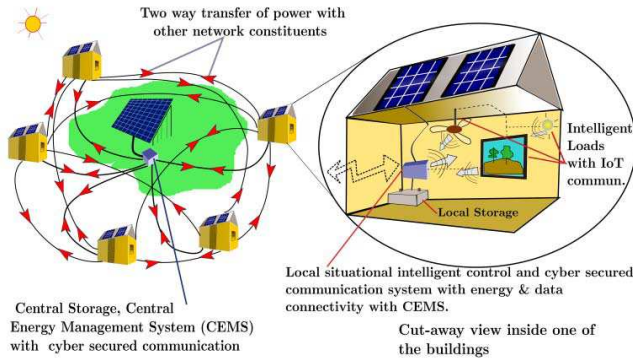 Two way transfer of power with
other network constituents
Intelligent
Loads
with IoT
commun.
Local Storage
Local situational intelligent control and cyber secured
communication system with energy & data
connectivity with CEMS.
Central Storage, Central
Energy Management System (CEMS)
with cyber secured communication
Cut-away view inside one of
the buildings